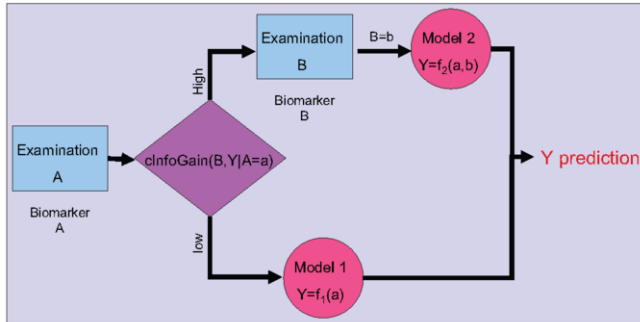 Examination
A
Biomarker
A
cInfoGain(B,Y|A=a)
High
Examination
B
Biomarker
B
B=b
Model 2
Y=f₂(a,b)
low
Model 1
Y=f₁(a)
Y prediction